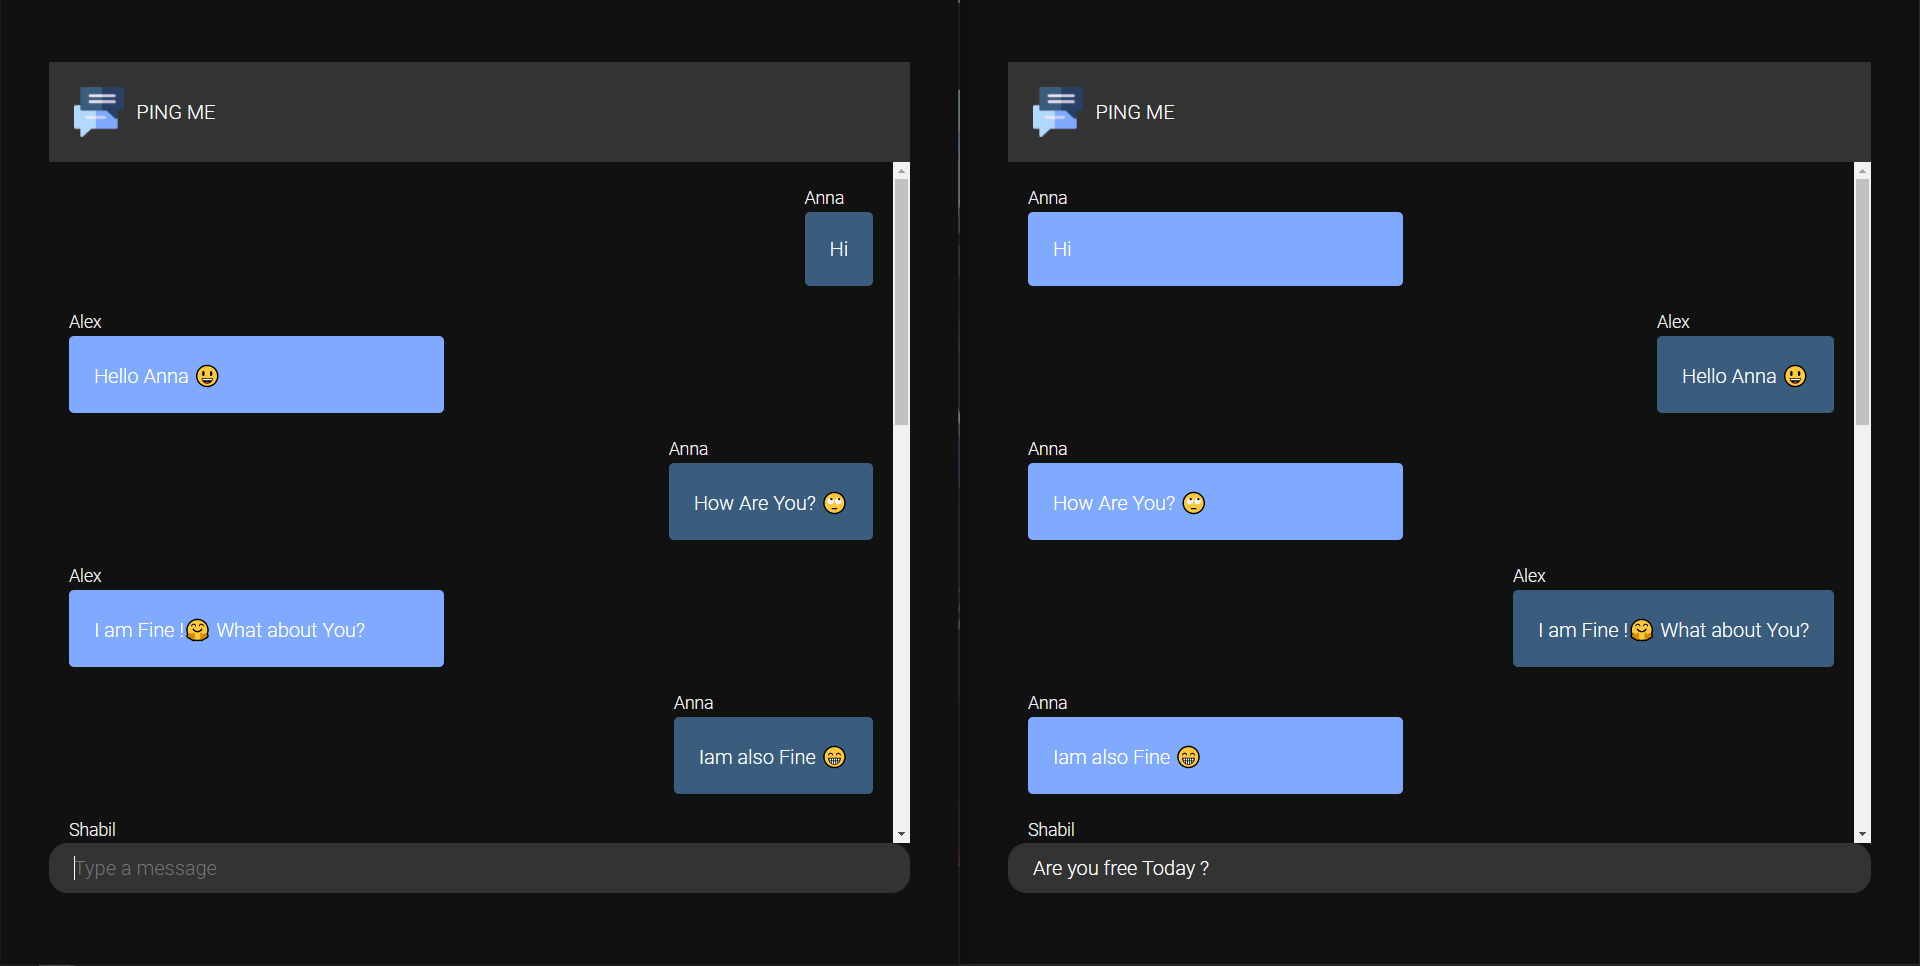 PING ME
Anna
Hi
Alex
Hello Anna 😃
Anna
How Are You? 🙄
Alex
I am Fine !🤗 What about You?
Anna
Iam also Fine 😁
Shabil
Type a message
PING ME
Anna
Hi
Alex
Hello Anna 😃
Anna
How Are You? 🙄
Alex
I am Fine !🤗 What about You?
Anna
Iam also Fine 😁
Shabil
Are you free Today ?